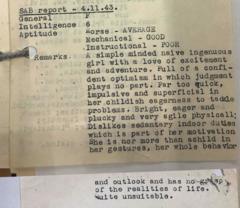 SAB report - 4.11.43.
General F
Intelligence 8
Aptitude Morse - AVERAGE
Mechanical - GOOD
Instructional - POOR
Remarks A simple minded naive ingenuous
girl with a love of excitement
and adventure. Full of a confi-
dent optimism in which judgment
plays no part. Far too quick,
impulsive and superficial in
her childish eagerness to tackle
problems. Bright, eager and
plucky and very agile physically;
Dislikes sedentary indoor duties
which is part of her motivation
She is no more than a child in
her gestures, her whole behavior
and outlook and has no grasp
of the realities of life.
Quite unsuitable.